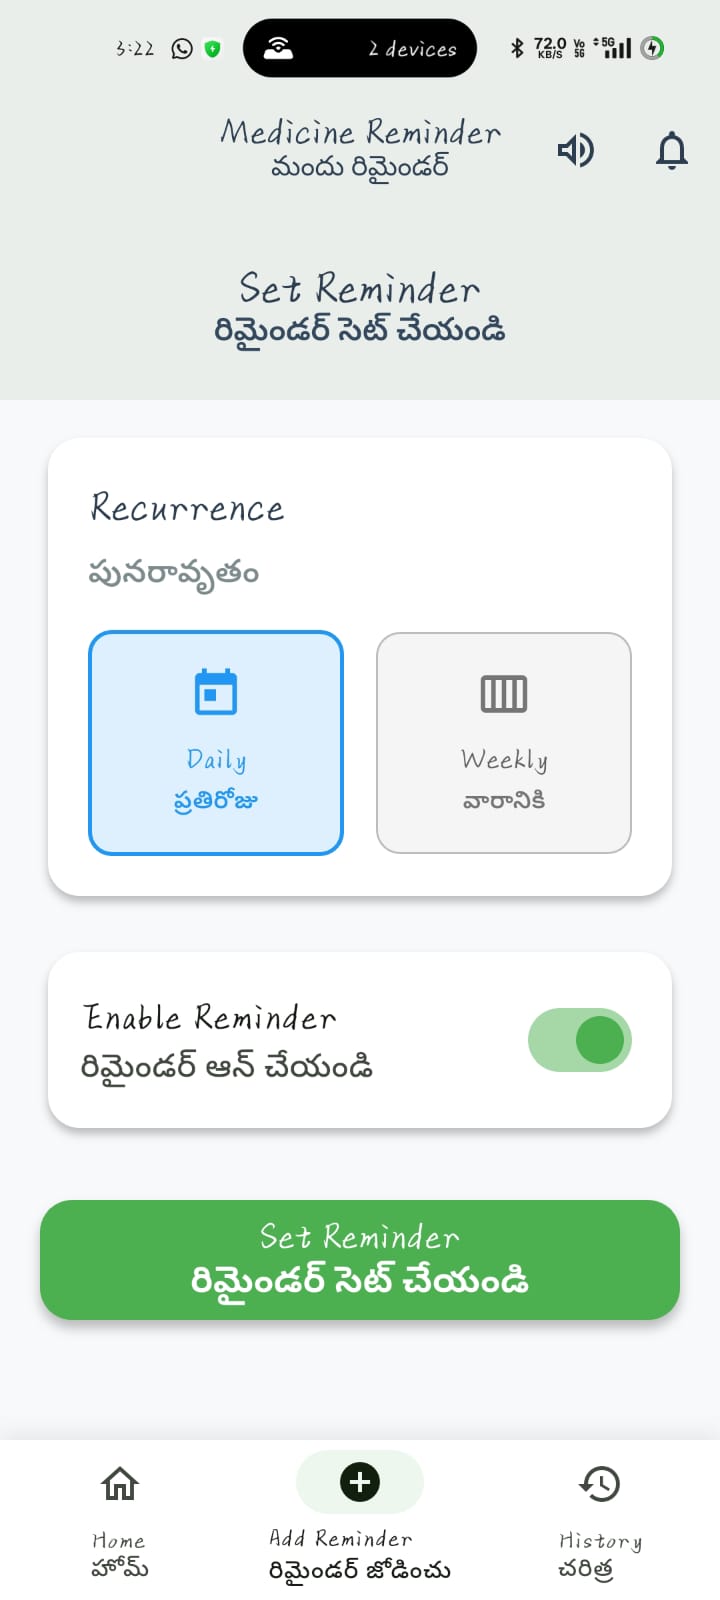 3:22
2 devices
72.0 KB/S
Vo 5G
5G
Medicine Reminder
మందు రిమైండర్
Set Reminder
రిమైండర్ సెట్ చేయండి
Recurrence
పునరావృతం
Daily
ప్రతిరోజు
Weekly
వారానికి
Enable Reminder
రిమైండర్ ఆన్ చేయండి
Set Reminder
రిమైండర్ సెట్ చేయండి
Home
హోమ్
Add Reminder
రిమైండర్ జోడించు
History
చరిత్ర